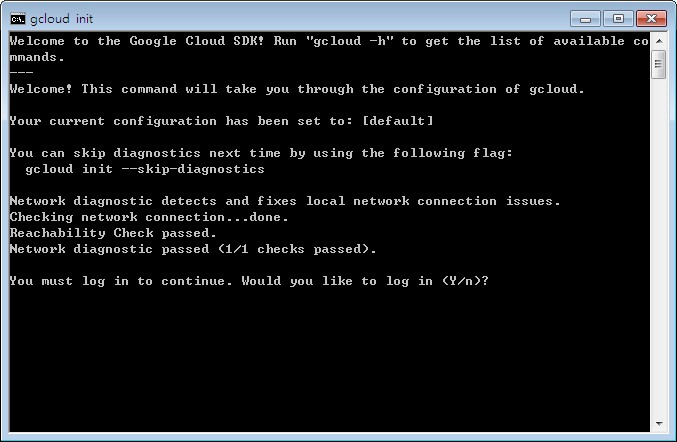 gcloud init
Welcome to the Google Cloud SDK! Run "gcloud -h" to get the list of available co
mmands.
---
Welcome! This command will take you through the configuration of gcloud.
Your current configuration has been set to: [default]
You can skip diagnostics next time by using the following flag:
  gcloud init --skip-diagnostics
Network diagnostic detects and fixes local network connection issues.
Checking network connection...done.
Reachability Check passed.
Network diagnostic passed (1/1 checks passed).
You must log in to continue. Would you like to log in (Y/n)?